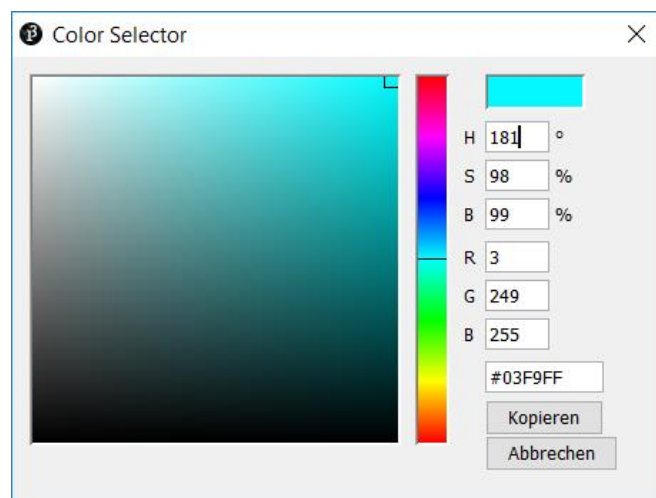 Color Selector
H 181 °
S 98 %
B 99 %
R 3
G 249
B 255
#03F9FF
Kopieren
Abbrechen